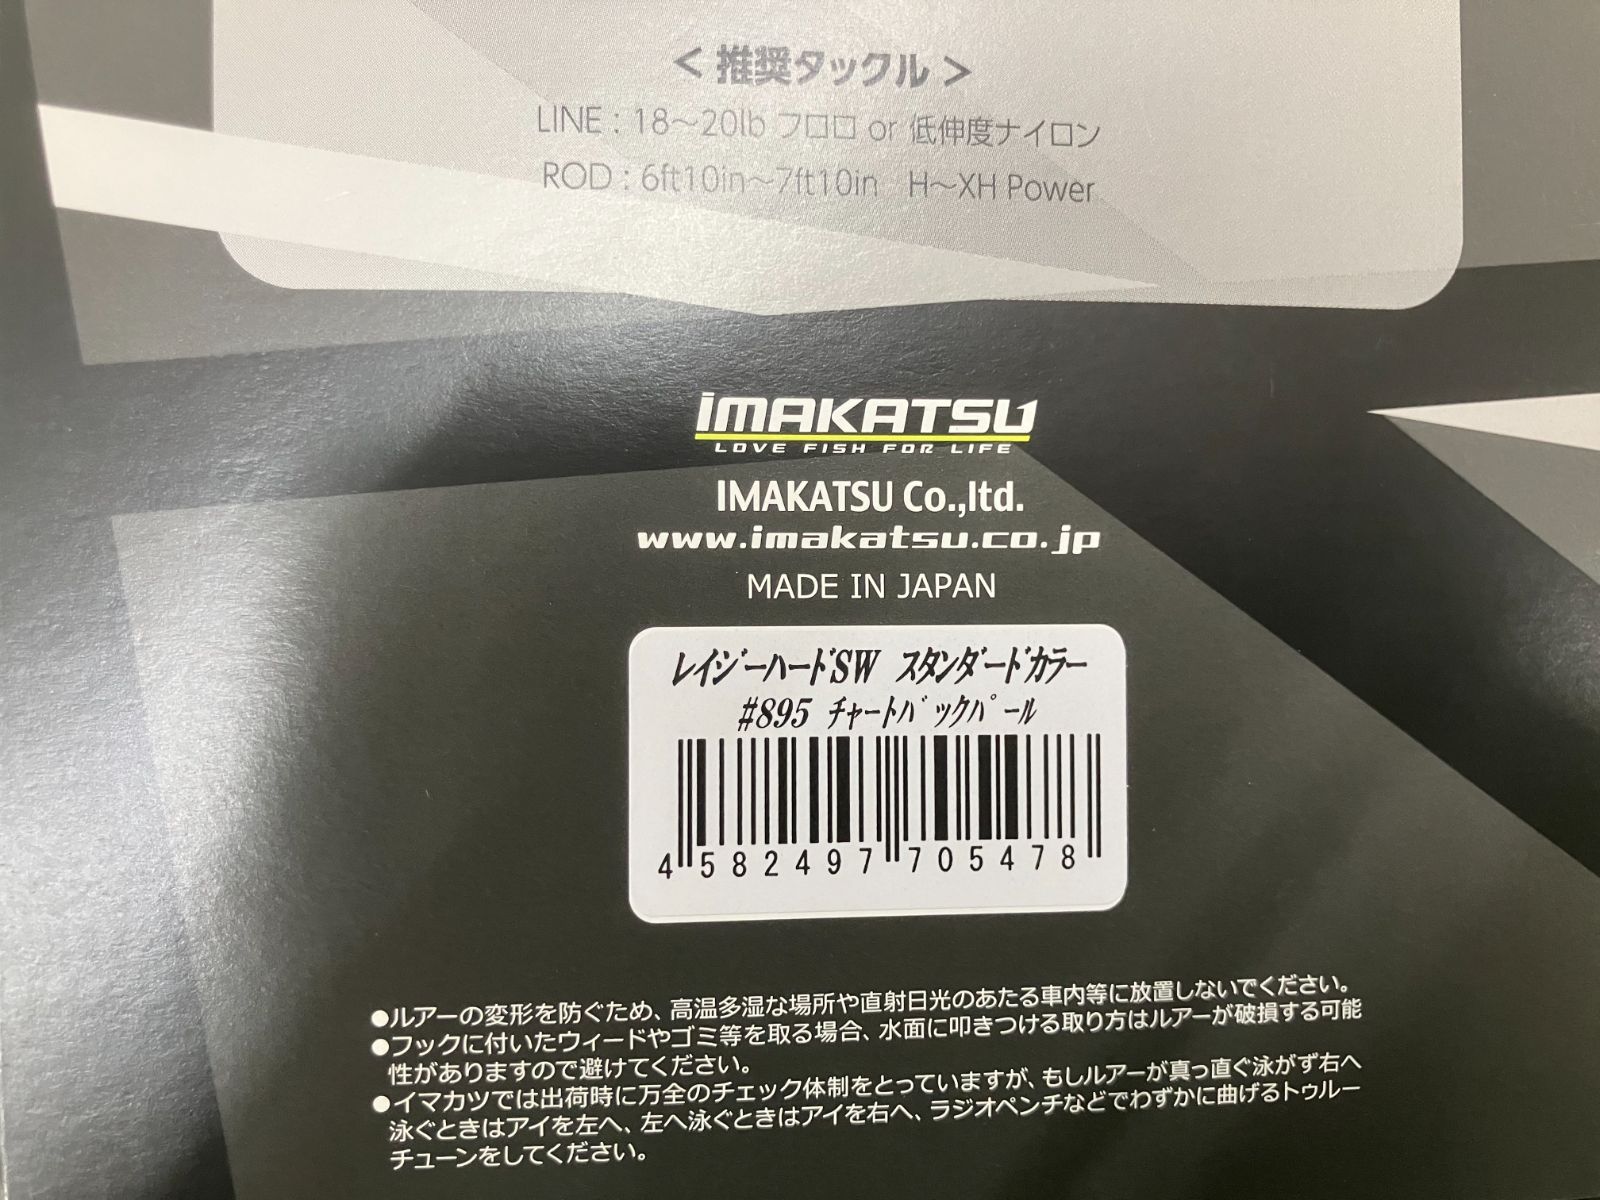 ＜推奨タックル＞
LINE : 18〜20lb フロロ or 低伸度ナイロン
ROD : 6ft10in〜7ft10in H〜XH Power
iMAKATSU
LOVE FISH FOR LIFE
IMAKATSU Co.,ltd.
www.imakatsu.co.jp
MADE IN JAPAN
レイジーハードSW スタンダードカラー
#895 チャートバックパール
4 582497 705478
●ルアーの変形を防ぐため、高温多湿な場所や直射日光のあたる車内等に放置しないでください。
●フックに付いたウィードやゴミ等を取る場合、水面に叩きつける取り方はルアーが破損する可能
性がありますので避けてください。
●イマカツでは出荷時に万全のチェック体制をとっていますが、もしルアーが真っ直ぐ泳がず右へ
泳ぐときはアイを左へ、左へ泳ぐときはアイを右へ、ラジオペンチなどでわずかに曲げるトゥルー
チューンをしてください。